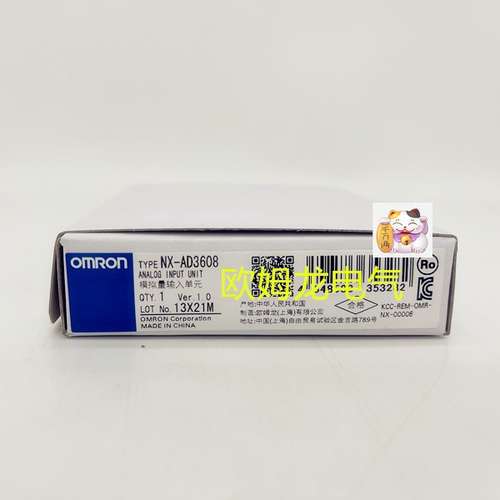 OMRON
TYPE NX-AD3608
ANALOG INPUT UNIT
模拟量输入单元
QTY. 1 Ver.1.0
LOT No. 13X21M
OMRON Corporation
MADE IN CHINA
欧姆龙电气
353212
产地:中华人民共和国
制造:欧姆龙(上海)有限公司
地址:中国(上海)自由贸易试验区金吉路789号
合格
KCC-REM-OMR-
NX-00006
Ro